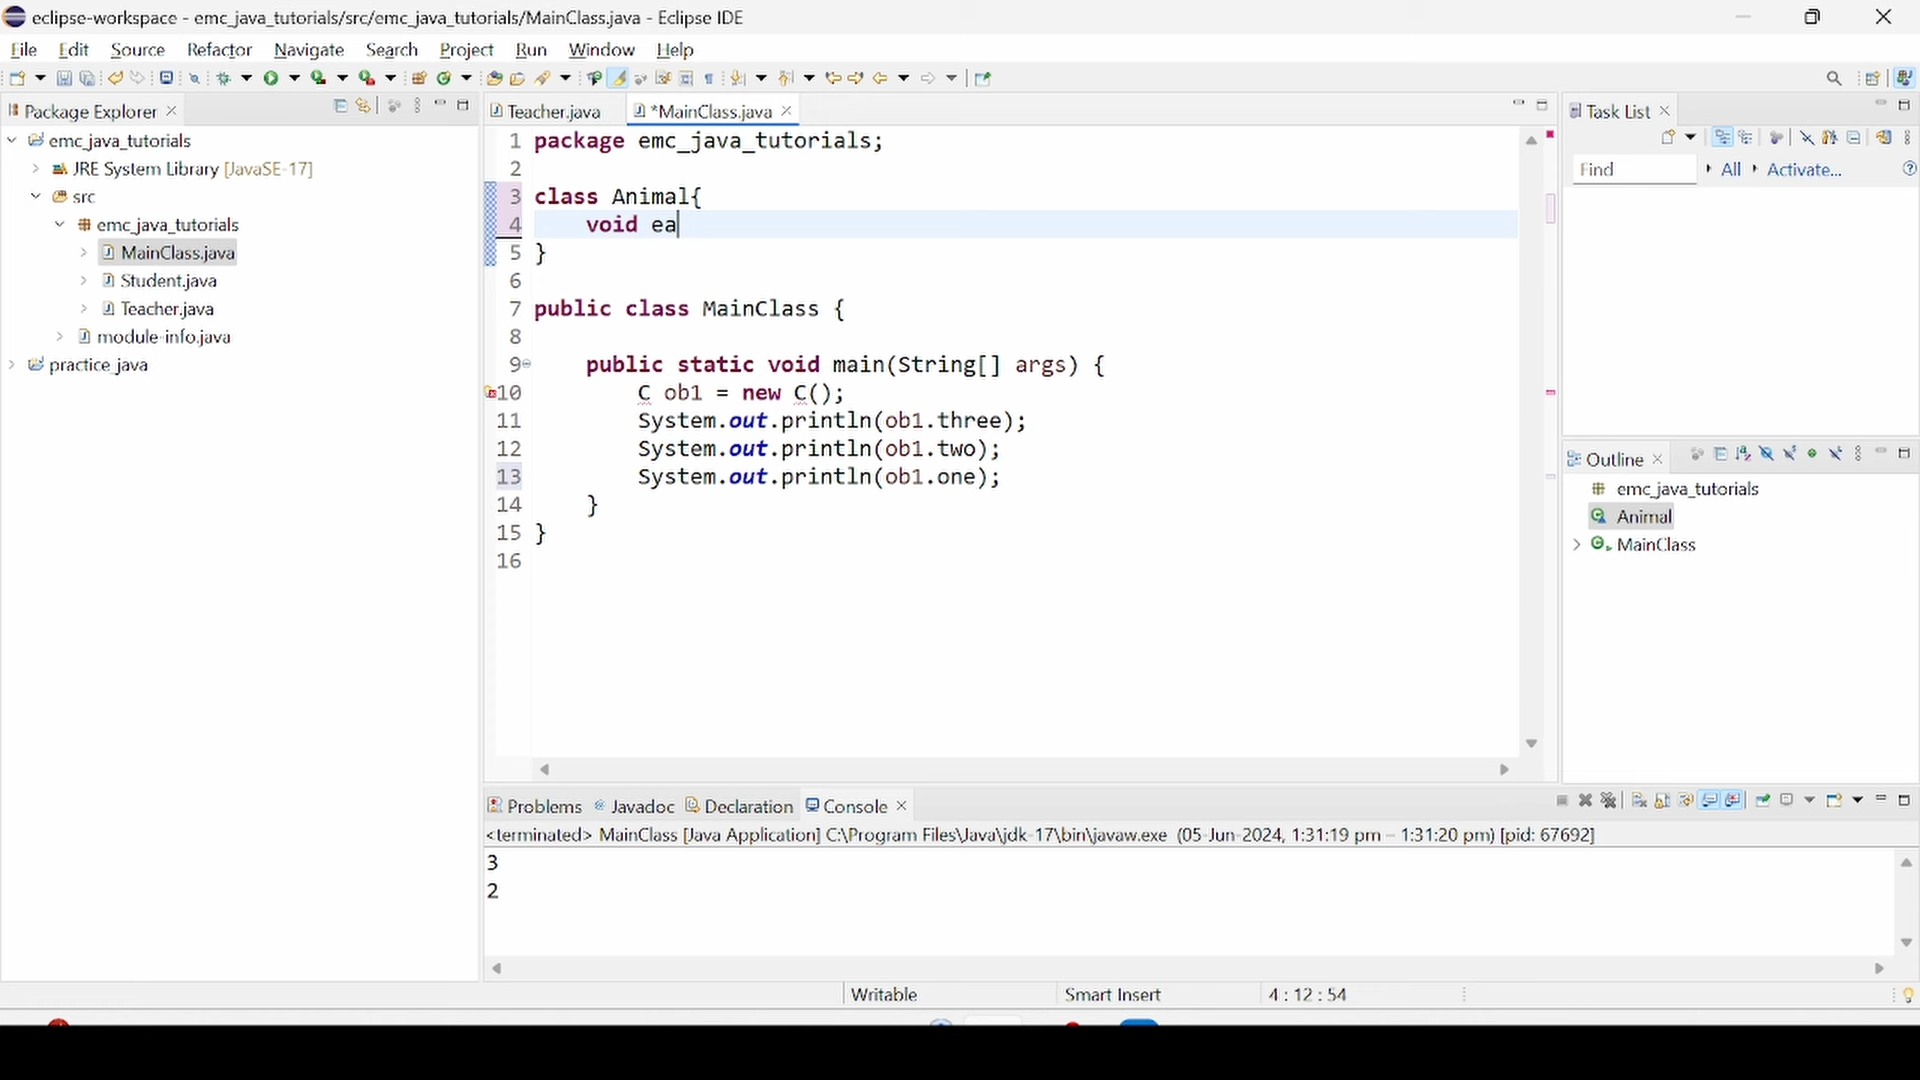 eclipse-workspace - emc_java_tutorials/src/emc_java_tutorials/MainClass.java - Eclipse IDE
File Edit Source Refactor Navigate Search Project Run Window Help
Package Explorer
emc_java_tutorials
JRE System Library [JavaSE-17]
src
emc_java_tutorials
MainClass.java
Student.java
Teacher.java
module-info.java
practice_java
Teacher.java *MainClass.java
1 package emc_java_tutorials;
2
3 class Animal{
4 void ea
5 }
6
7 public class MainClass {
8
9 public static void main(String[] args) {
10 C ob1 = new C();
11 System.out.println(ob1.three);
12 System.out.println(ob1.two);
13 System.out.println(ob1.one);
14 }
15 }
16
Task List
Find All Activate...
Outline
emc_java_tutorials
Animal
MainClass
Problems Javadoc Declaration Console
<terminated> MainClass [Java Application] C:\Program Files\Java\jdk-17\bin\javaw.exe (05-Jun-2024, 1:31:19 pm – 1:31:20 pm) [pid: 67692]
3
2
Writable Smart Insert 4 : 12 : 54